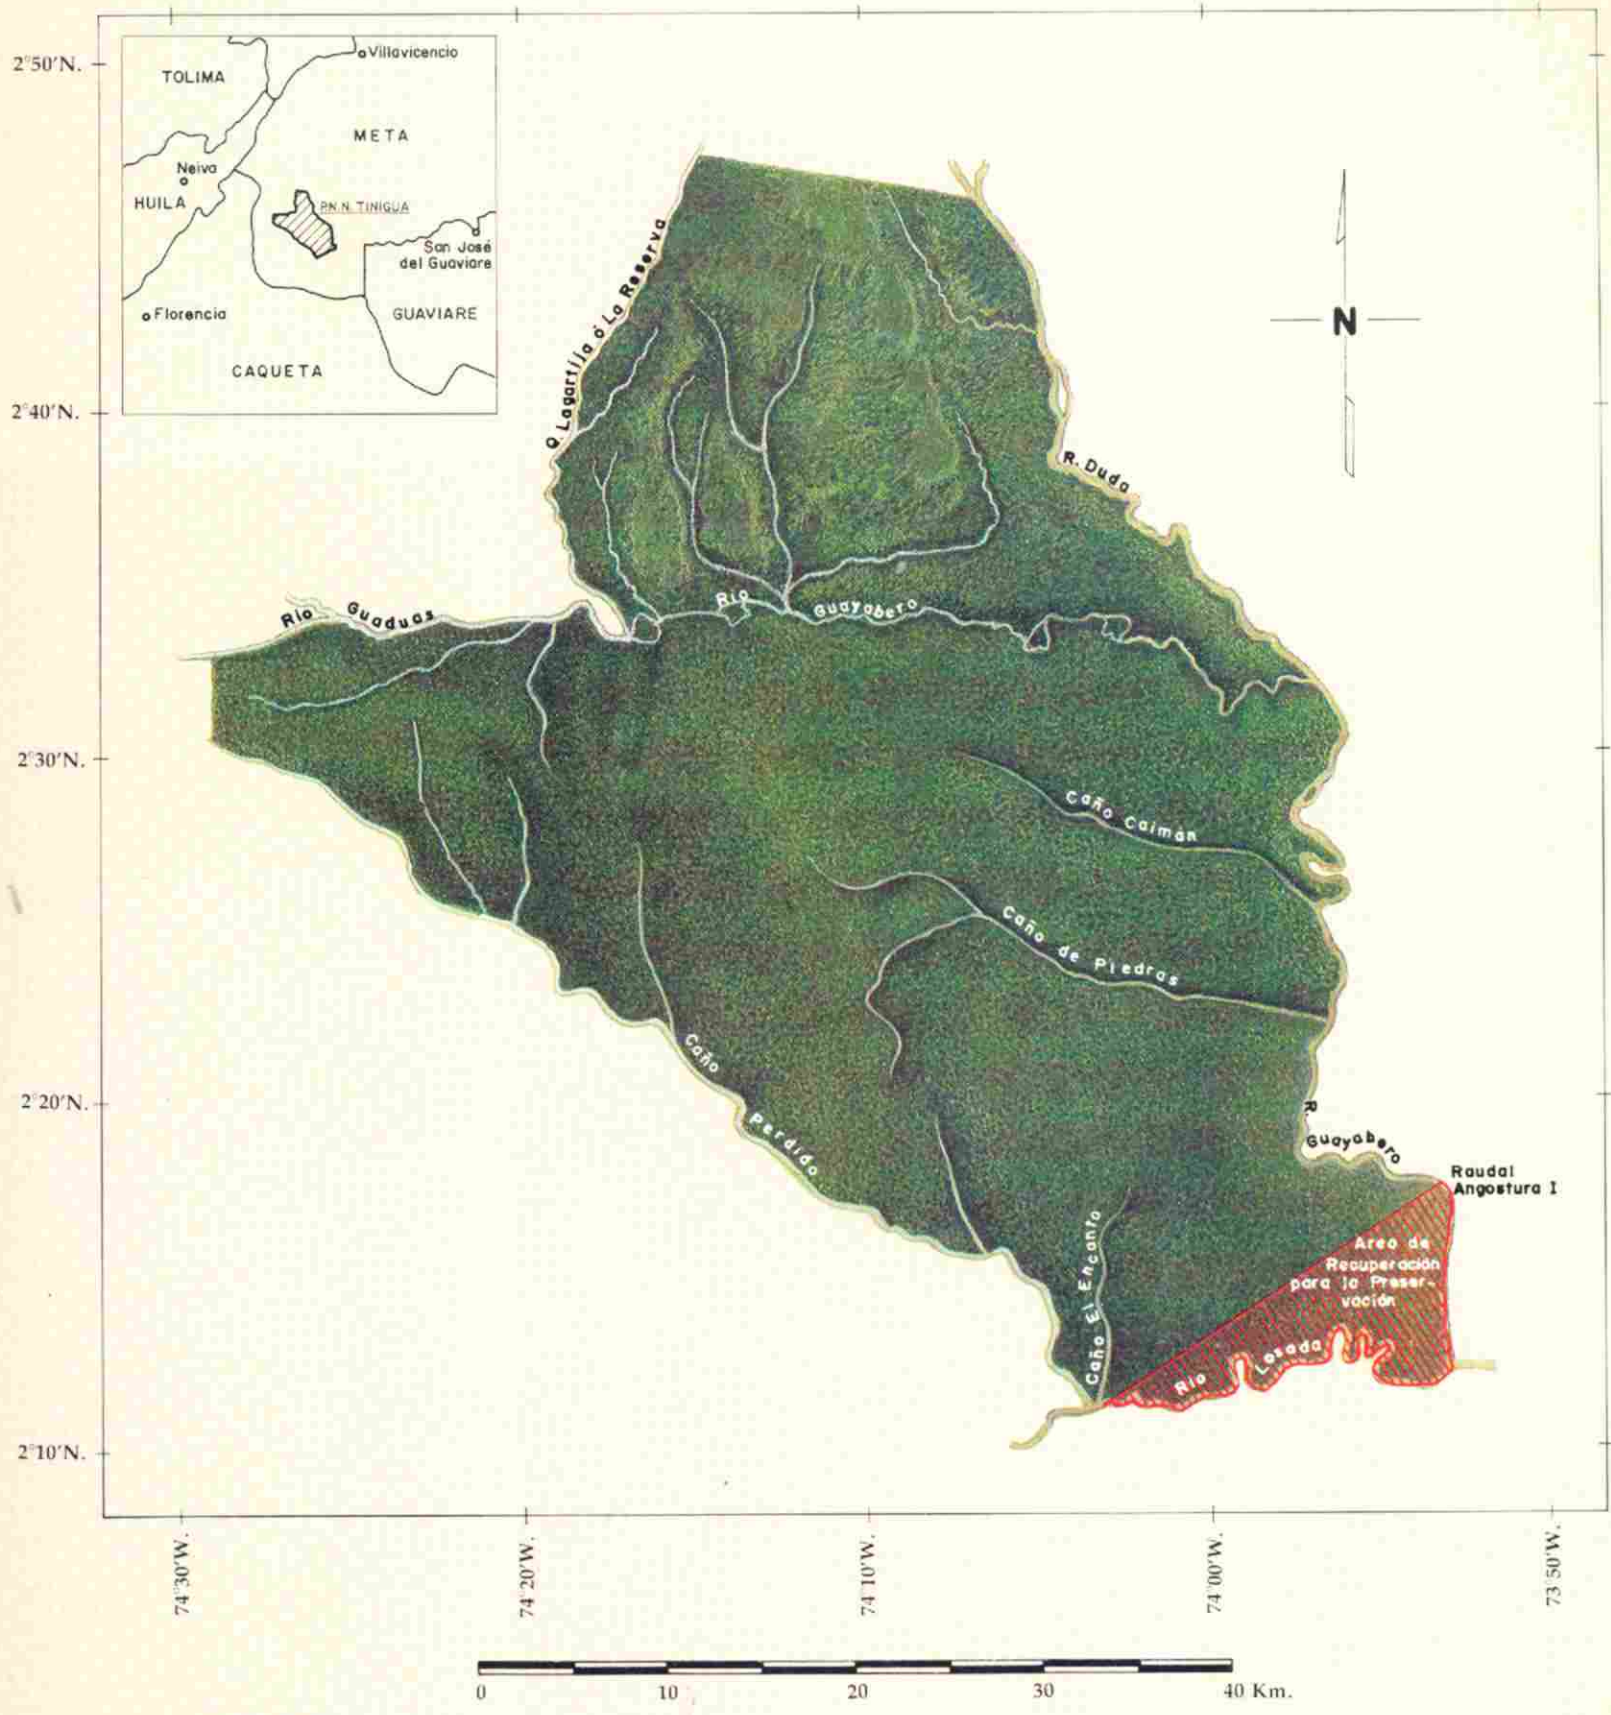 2°50'N.
Villavicencio
TOLIMA
META
Neiva
HUILA
P.N.N. TINIGUA
San José
del Guaviare
Florencia
GUAVIARE
CAQUETA
N
2°40'N.
Q. Lagartija ó La Reserva
R. Duda
Río Guaduas
Río Guayabero
2°30'N.
Caño Caimán
Caño de Piedras
Caño Perdido
2°20'N.
R. Guayabero
Raudal
Angostura I
Area de
Recuperación
para la Preser-
vación
Caño El Encanto
Río Losada
2°10'N.
74°30'W.
74°20'W.
74°10'W.
74°00'W.
73°50'W.
0 10 20 30 40 Km.